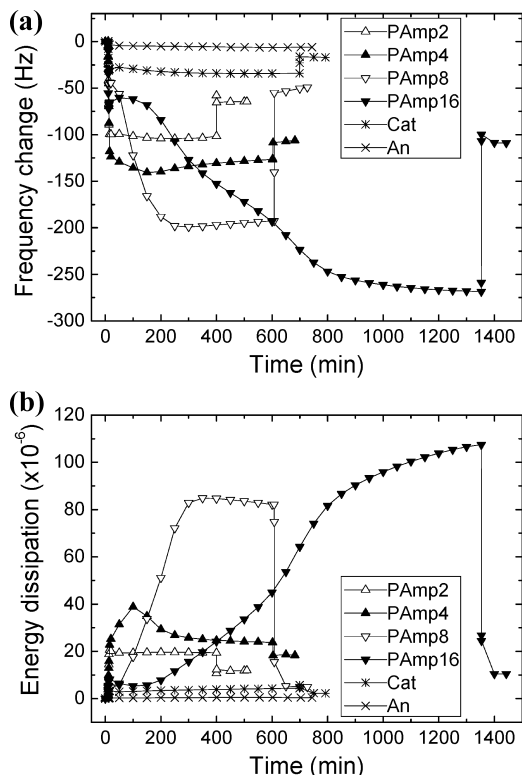 (a)
0
-50
-100
-150
-200
-250
-300
Frequency change (Hz)
PAmp2
PAmp4
PAmp8
PAmp16
Cat
An
0 200 400 600 800 1000 1200 1400
Time (min)
(b)
120
100
80
60
40
20
0
Energy dissipation (x10-6)
PAmp2
PAmp4
PAmp8
PAmp16
Cat
An
0 200 400 600 800 1000 1200 1400
Time (min)